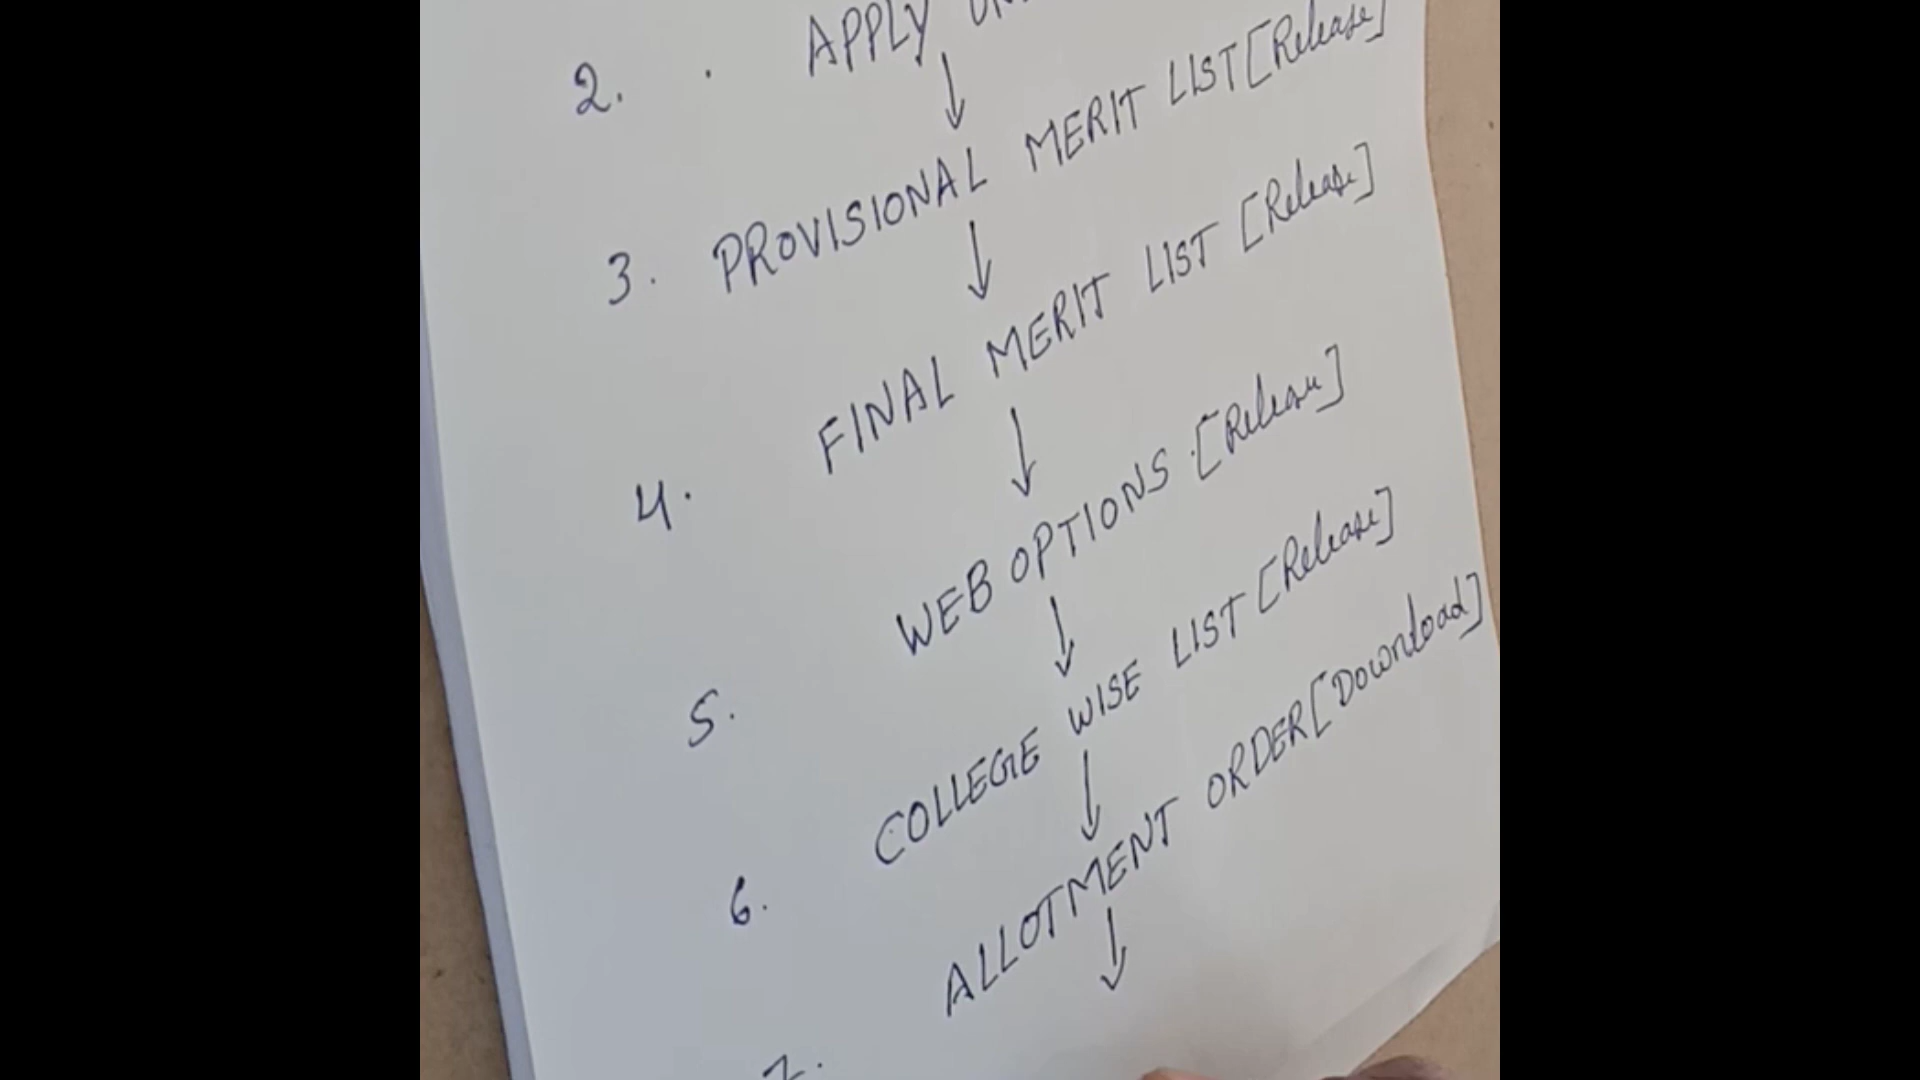 2. APPLY
3. PROVISIONAL MERIT LIST [Release]
4. FINAL MERIT LIST [Release]
5. WEB OPTIONS [Release]
6. COLLEGE WISE LIST [Release]
7. ALLOTMENT ORDER [Download]